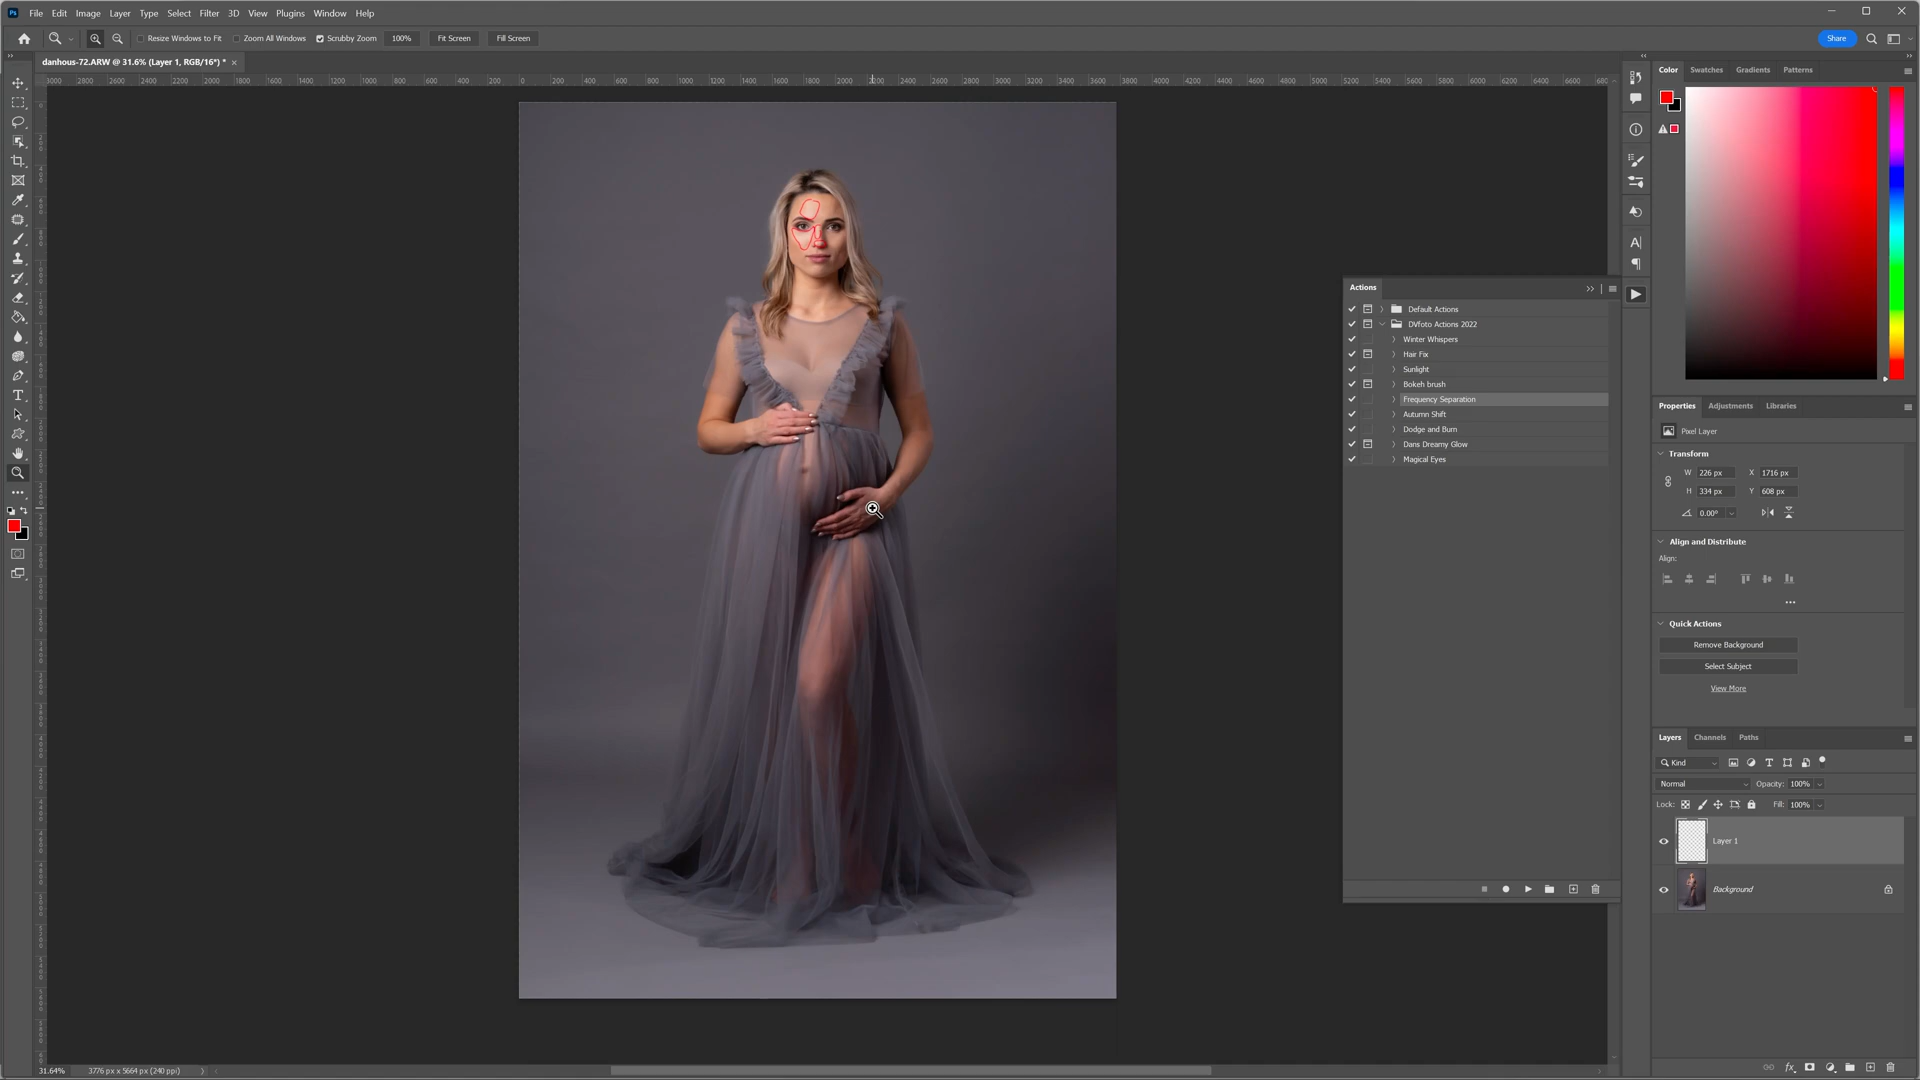 Ps File Edit Image Layer Type Select Filter 3D View Plugins Window Help
Resize Windows to Fit Zoom All Windows Scrubby Zoom 100% Fit Screen Fill Screen Share
danhous-72.ARW @ 31.6% (Layer 1, RGB/16*) * ×
Color Swatches Gradients Patterns
Actions
Default Actions
DVfoto Actions 2022
Winter Whispers
Hair Fix
Sunlight
Bokeh brush
Frequency Separation
Autumn Shift
Dodge and Burn
Dans Dreamy Glow
Magical Eyes
Properties Adjustments Libraries
Pixel Layer
Transform
W 226 px X 1716 px
H 334 px Y 608 px
0.00°
Align and Distribute
Align:
Quick Actions
Remove Background
Select Subject
View More
Layers Channels Paths
Kind
Normal Opacity: 100%
Lock: Fill: 100%
Layer 1
Background
31.64% 3776 px x 5664 px (240 ppi)